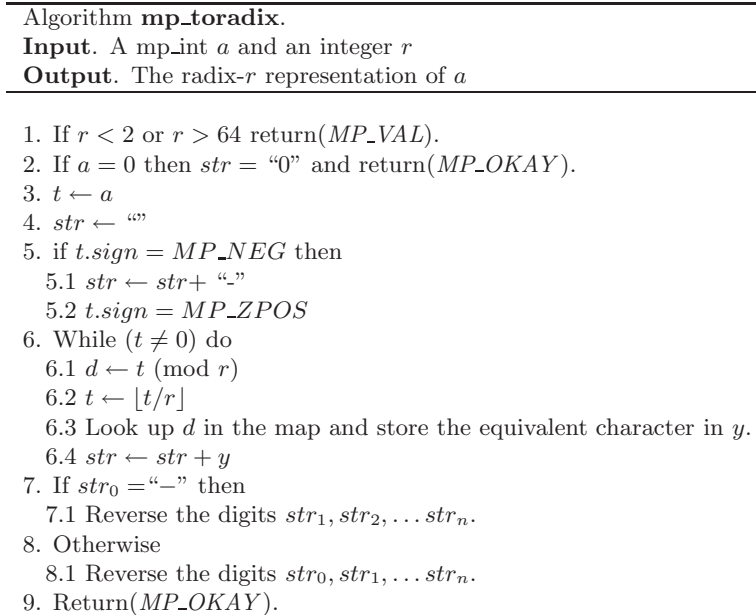 Algorithm mp_toradix.
Input. A mp_int a and an integer r
Output. The radix-r representation of a
1. If r < 2 or r > 64 return(MP_VAL).
2. If a = 0 then str = “0” and return(MP_OKAY).
3. t ← a
4. str ← “”
5. if t.sign = MP_NEG then
5.1 str ← str+ “-”
5.2 t.sign = MP_ZPOS
6. While (t ≠ 0) do
6.1 d ← t (mod r)
6.2 t ← ⌊t/r⌋
6.3 Look up d in the map and store the equivalent character in y.
6.4 str ← str + y
7. If str₀ =“−” then
7.1 Reverse the digits str₁, str₂, . . . strₙ.
8. Otherwise
8.1 Reverse the digits str₀, str₁, . . . strₙ.
9. Return(MP_OKAY).